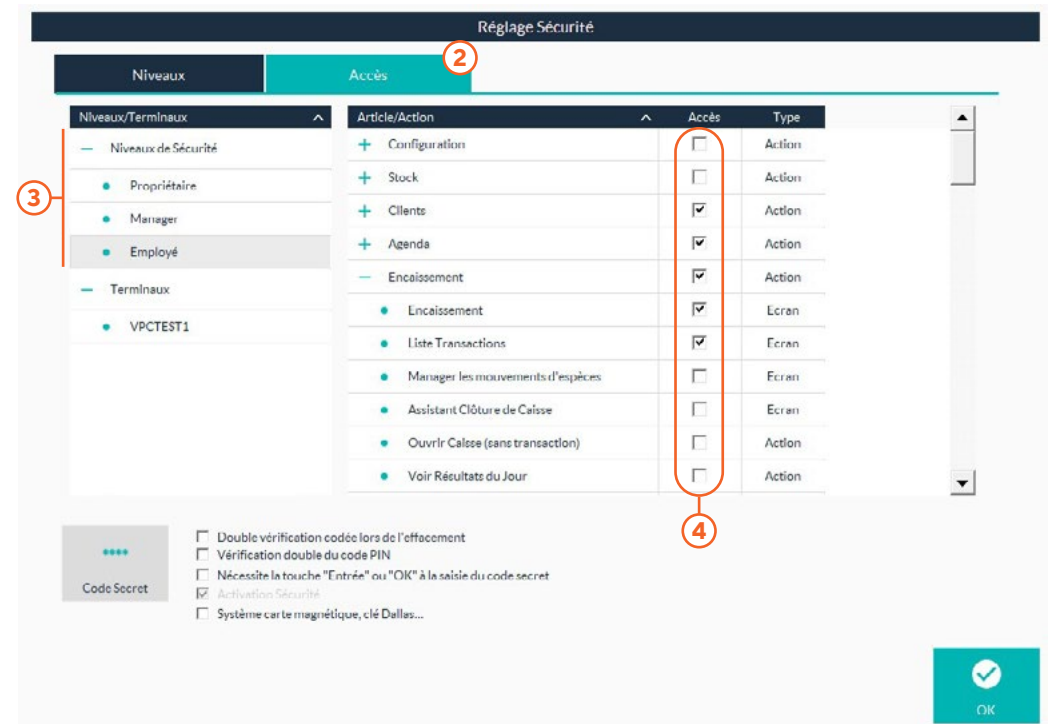 Réglage Sécurité
2
Niveaux Accès
Niveaux/Terminaux Article/Action Accès Type
Niveaux de Sécurité Configuration Action
Propriétaire Stock Action
3
Manager Clients Action
Employé Agenda Action
Terminaux Encaissement Action
VPCTEST1 Encaissement Ecran
Liste Transactions Ecran
Manager les mouvements d'espèces Ecran
Assistant Clôture de Caisse Ecran
Ouvrir Caisse (sans transaction) Action
Voir Résultats du Jour Action
4
Double vérification codée lors de l'effacement
Vérification double du code PIN
Nécessite la touche "Entrée" ou "OK" à la saisie du code secret
Code Secret
Activation Sécurité
Système carte magnétique, clé Dallas...
OK